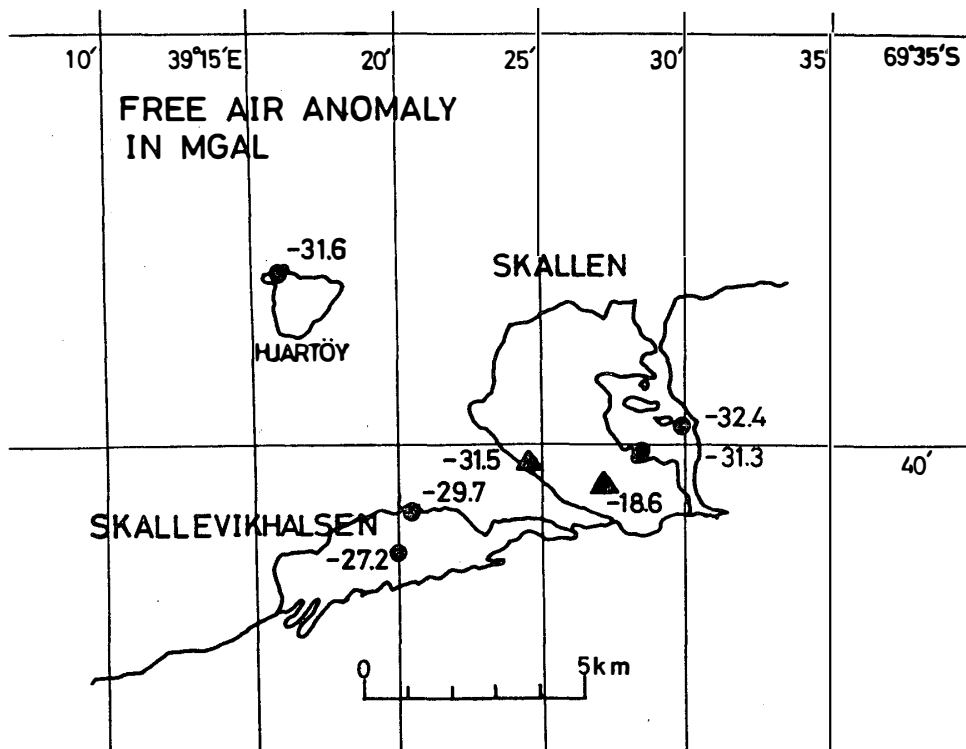 10′ 39°15′E 20′ 25′ 30′ 35′ 69°35′S
FREE AIR ANOMALY
IN MGAL
-31.6
SKALLEN
HJARTÖY
-32.4
-31.5
-31.3
40′
-29.7
-18.6
SKALLEVIKHALSEN
-27.2
0 5km